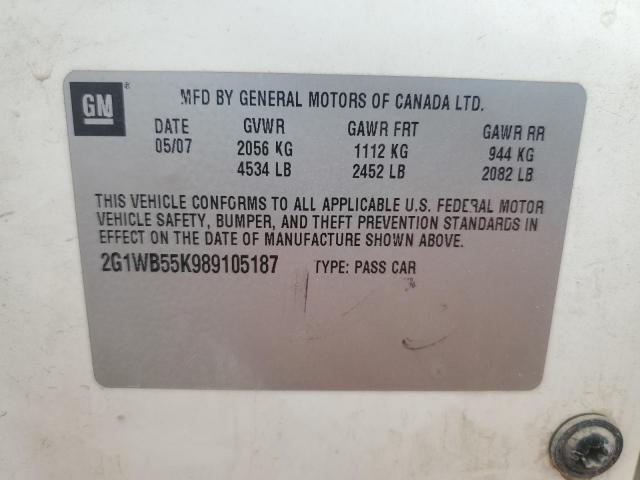 GM
MFD BY GENERAL MOTORS OF CANADA LTD.
DATE GVWR GAWR FRT GAWR RR
05/07 2056 KG 1112 KG 944 KG
4534 LB 2452 LB 2082 LB
THIS VEHICLE CONFORMS TO ALL APPLICABLE U.S. FEDERAL MOTOR
VEHICLE SAFETY, BUMPER, AND THEFT PREVENTION STANDARDS IN
EFFECT ON THE DATE OF MANUFACTURE SHOWN ABOVE.
2G1WB55K989105187 TYPE: PASS CAR